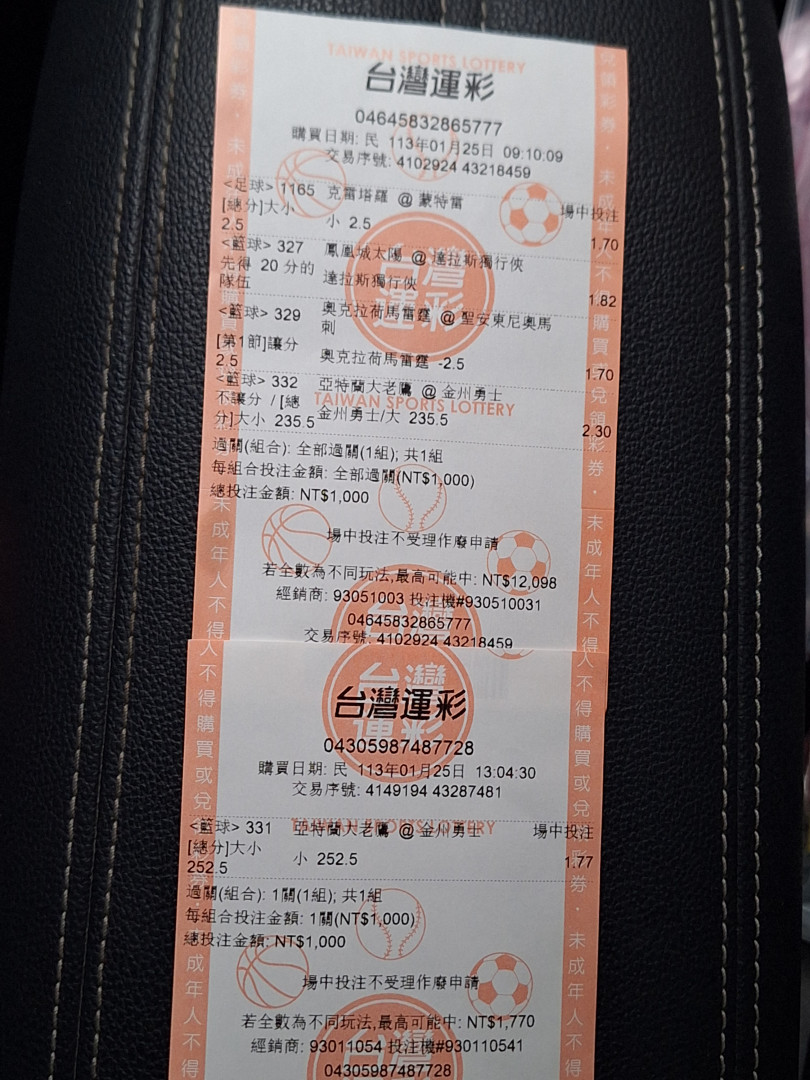 TAIWAN SPORTS LOTTERY
台灣運彩
04645832865777
購買日期: 民 113年01月25日 09:10:09
交易序號: 4102924 43218459
<足球> 1165 克雷塔羅 @ 蒙特雷 場中投注
[總分]大小 小 2.5
2.5 1.70
<籃球> 327 鳳凰城太陽 @ 達拉斯獨行俠
先得 20 分的 達拉斯獨行俠
隊伍 1.82
<籃球> 329 奧克拉荷馬雷霆 @ 聖安東尼奧馬
刺
[第1節]讓分 奧克拉荷馬雷霆 -2.5
2.5 1.70
<籃球> 332 亞特蘭大老鷹 @ 金州勇士
不讓分 / [總 金州勇士/大 235.5
TAIWAN SPORTS LOTTERY
分]大小 235.5 2.30
過關(組合): 全部過關(1組); 共1組
每組合投注金額: 全部過關(NT$1,000)
總投注金額: NT$1,000
場中投注不受理作廢申請
若全數為不同玩法,最高可能中: NT$12,098
經銷商: 93051003 投注機#930510031
04645832865777
交易序號: 4102924 43218459
台灣運彩
04305987487728
購買日期: 民 113年01月25日 13:04:30
交易序號: 4149194 43287481
<籃球> 331 亞特蘭大老鷹 @ 金州勇士 場中投注
[總分]大小 小 252.5
252.5 1.77
過關(組合): 1關(1組); 共1組
每組合投注金額: 1關(NT$1,000)
總投注金額: NT$1,000
場中投注不受理作廢申請
若全數為不同玩法,最高可能中: NT$1,770
經銷商: 93011054 投注機#930110541
04305987487728
未成年人不得購買或兌領彩券